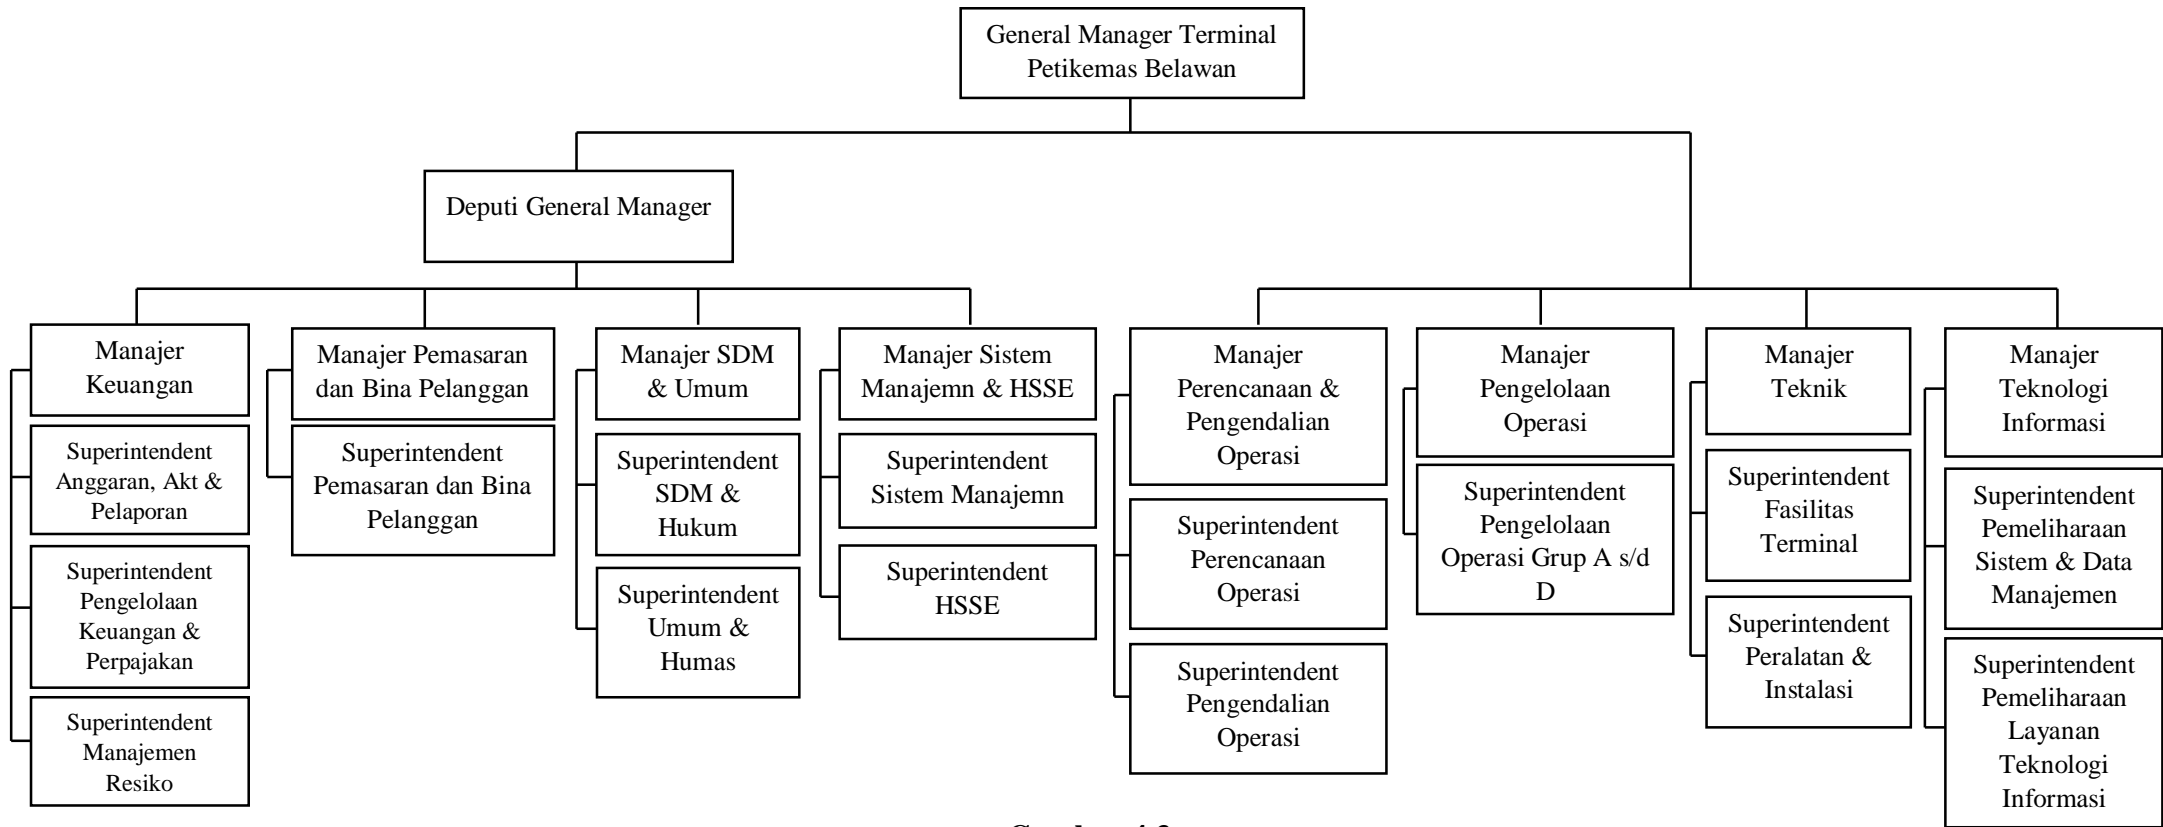 General Manager Terminal
Petikemas Belawan
Deputi General Manager
Manajer
Keuangan
Superintendent
Anggaran, Akt &
Pelaporan
Superintendent
Pengelolaan
Keuangan &
Perpajakan
Superintendent
Manajemen
Resiko
Manajer Pemasaran
dan Bina Pelanggan
Superintendent
Pemasaran dan Bina
Pelanggan
Manajer SDM
& Umum
Superintendent
SDM &
Hukum
Superintendent
Umum &
Humas
Manajer Sistem
Manajemn & HSSE
Superintendent
Sistem Manajemn
Superintendent
HSSE
Manajer
Perencanaan &
Pengendalian
Operasi
Superintendent
Perencanaan
Operasi
Superintendent
Pengendalian
Operasi
Manajer
Pengelolaan
Operasi
Superintendent
Pengelolaan
Operasi Grup A s/d
D
Manajer
Teknik
Superintendent
Fasilitas
Terminal
Superintendent
Peralatan &
Instalasi
Manajer
Teknologi
Informasi
Superintendent
Pemeliharaan
Sistem & Data
Manajemen
Superintendent
Pemeliharaan
Layanan
Teknologi
Informasi